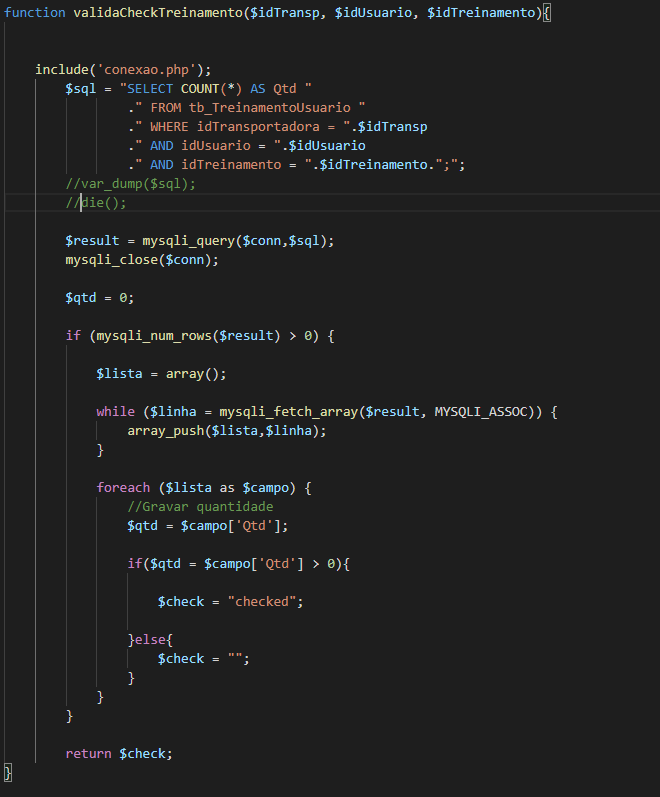 function validaCheckTreinamento($idTransp, $idUsuario, $idTreinamento){
include('conexao.php');
$sql = "SELECT COUNT(*) AS Qtd "
." FROM tb_TreinamentoUsuario "
." WHERE idTransportadora = ".$idTransp
." AND idUsuario = ".$idUsuario
." AND idTreinamento = ".$idTreinamento.";";
//var_dump($sql);
//die();
$result = mysqli_query($conn,$sql);
mysqli_close($conn);
$qtd = 0;
if (mysqli_num_rows($result) > 0) {
$lista = array();
while ($linha = mysqli_fetch_array($result, MYSQLI_ASSOC)) {
array_push($lista,$linha);
}
foreach ($lista as $campo) {
//Gravar quantidade
$qtd = $campo['Qtd'];
if($qtd = $campo['Qtd'] > 0){
$check = "checked";
}else{
$check = "";
}
}
}
return $check;
}